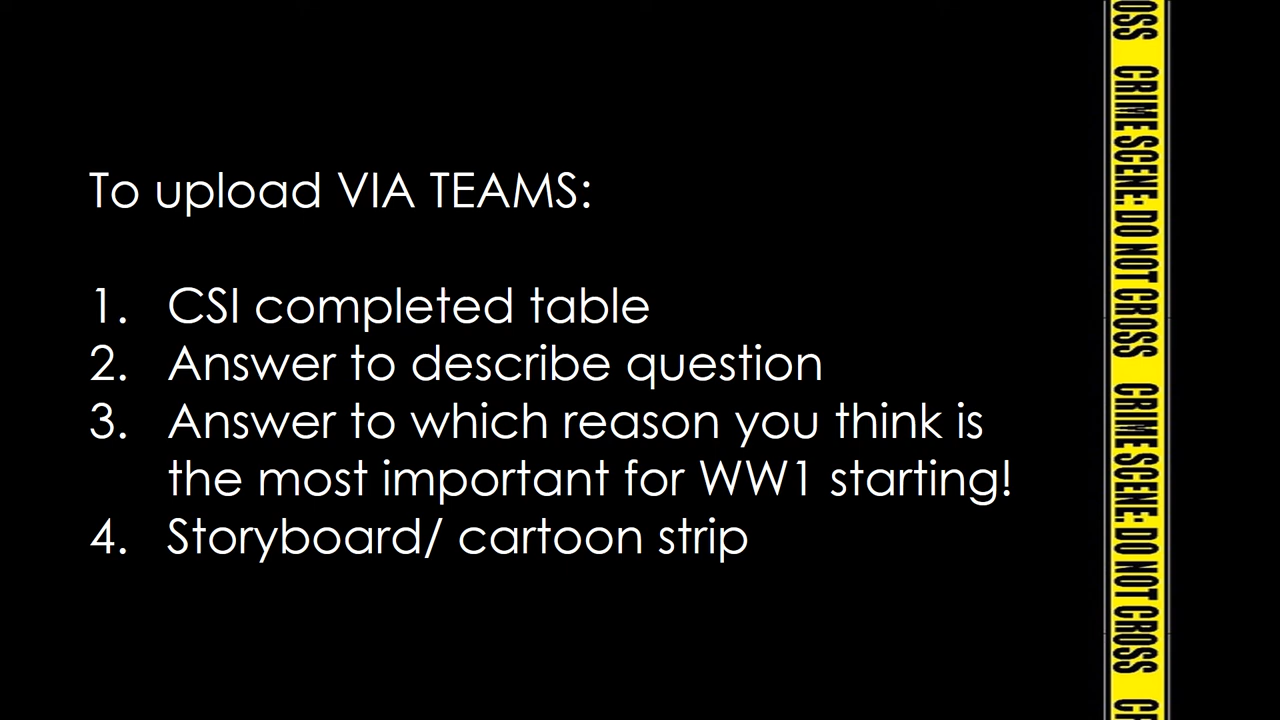 To upload VIA TEAMS:
1. CSI completed table
2. Answer to describe question
3. Answer to which reason you think is
the most important for WW1 starting!
4. Storyboard/ cartoon strip
OSS CRIME SCENE: DO NOT CROSS CRIME SCENE: DO NOT CROSS